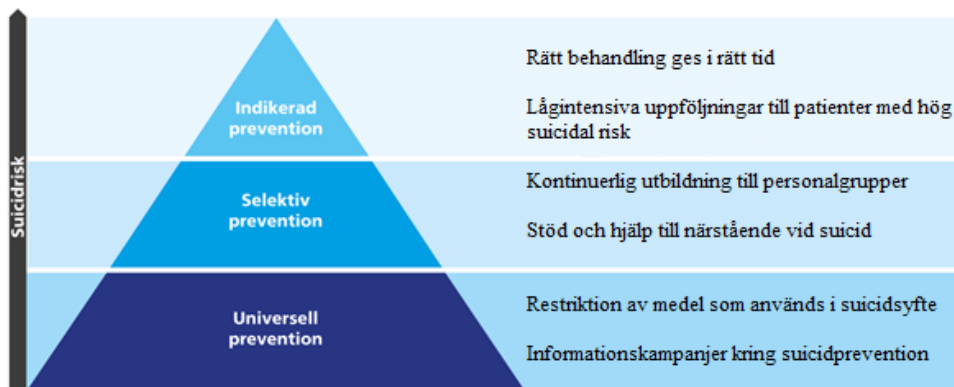 Suicidrisk
Indikerad
prevention
Rätt behandling ges i rätt tid
Lågintensiva uppföljningar till patienter med hög
suicidal risk
Selektiv
prevention
Kontinuerlig utbildning till personalgrupper
Stöd och hjälp till närstående vid suicid
Universell
prevention
Restriktion av medel som används i suicidsyfte
Informationskampanjer kring suicidprevention